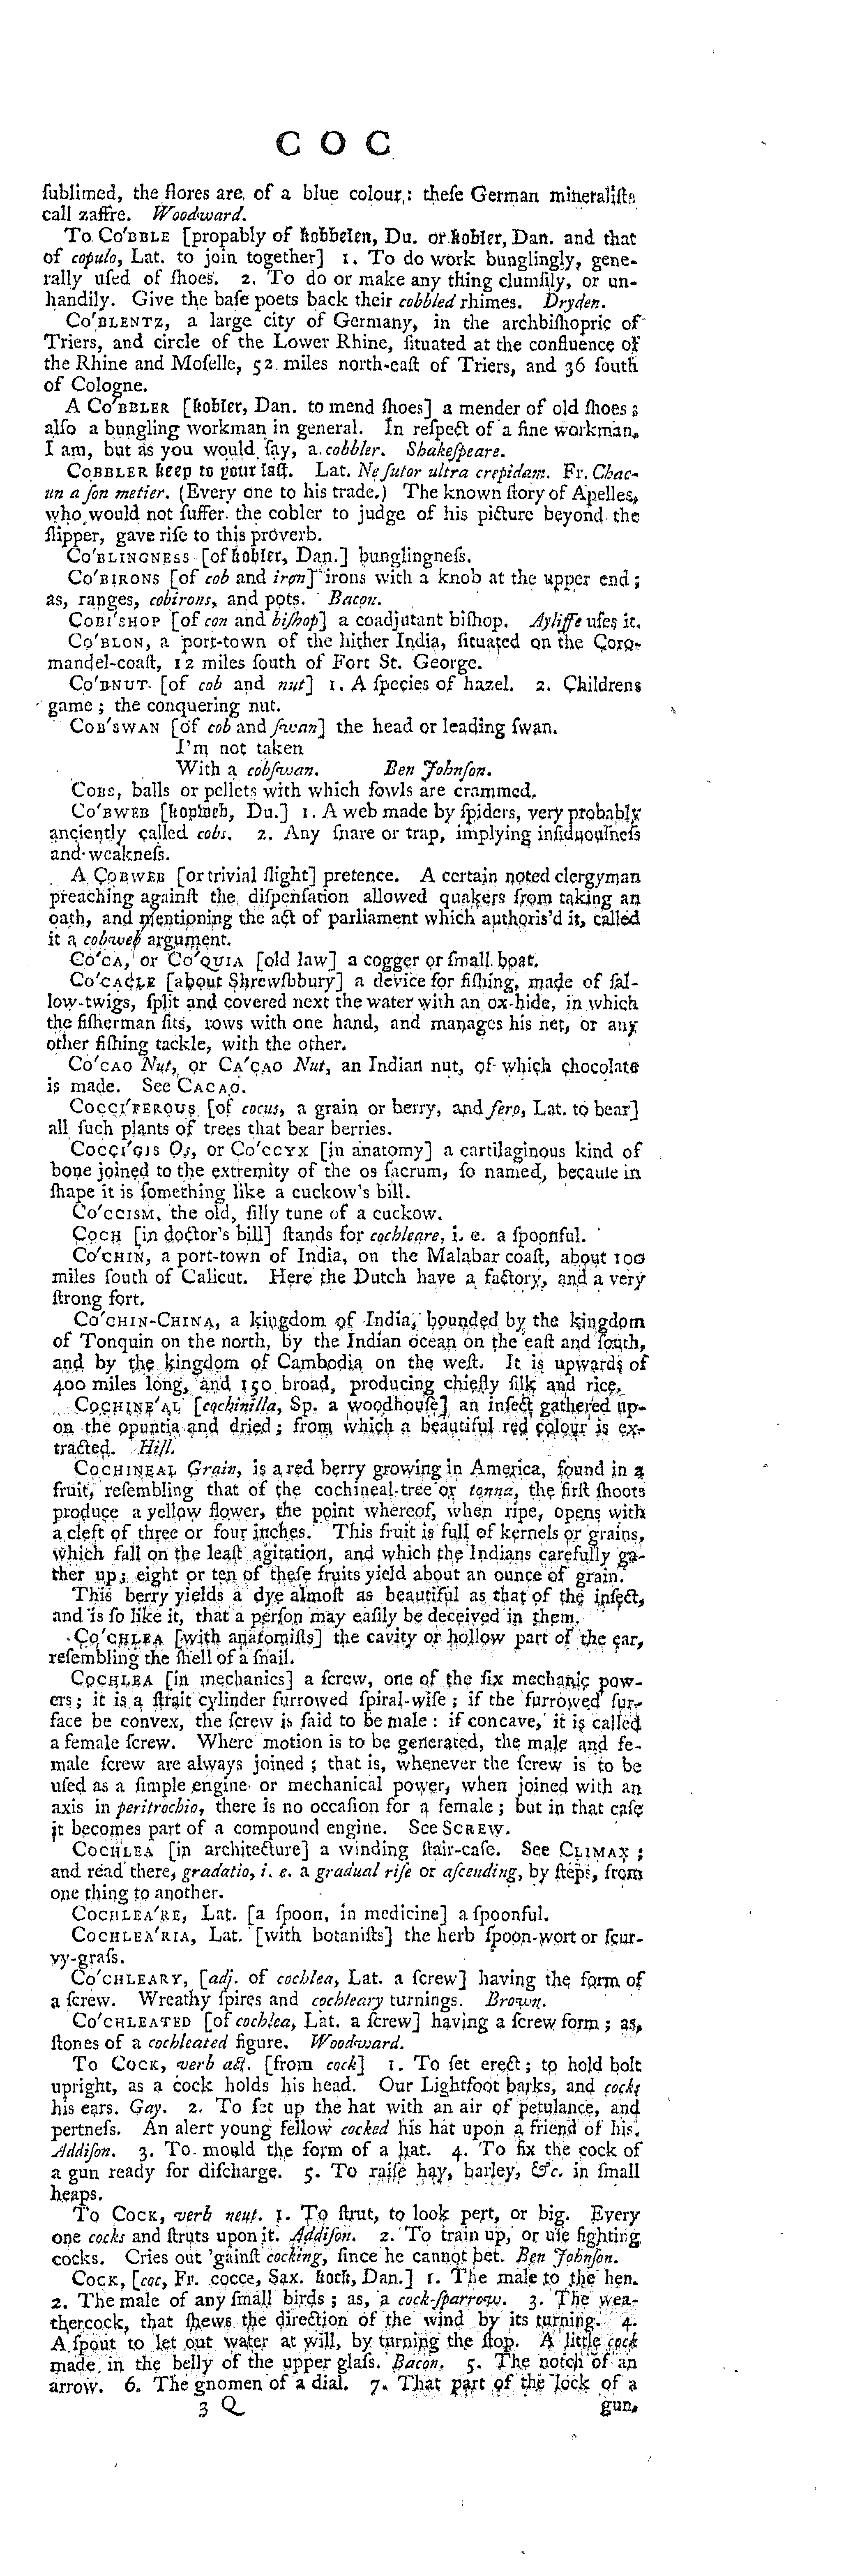 C O C
ſublimed, the flores are of a blue colour: theſe German mineraliſts
call zaffre. Woodward.
To Co'bble [propably of kobbelen, Du. or kobler, Dan. and that
of copulo, Lat. to join together] 1. To do work bunglingly, gene-
rally uſed of ſhoes. 2. To do or make any thing clumſily, or un-
handily. Give the baſe poets back their cobbled rhimes. Dryden.
Co'blentz, a large city of Germany, in the archbiſhopric of
Triers, and circle of the Lower Rhine, ſituated at the confluence of
the Rhine and Moſelle, 52 miles north-eaſt of Triers, and 36 ſouth
of Cologne.
A Co'bbler [kobler, Dan. to mend ſhoes] a mender of old ſhoes;
alſo a bungling workman in general. In reſpect of a fine workman,
I am, but as you would ſay, a cobbler. Shakeſpeare.
Cobbler keep to your laſt. Lat. Ne ſutor ultra crepidam. Fr. Chac-
un a ſon metier. (Every one to his trade.) The known ſtory of Apelles,
who would not ſuffer the cobler to judge of his picture beyond the
ſlipper, gave riſe to this proverb.
Co'blingness [of kobler, Dan.] bunglingneſs.
Co'birons [of cob and iron] irons with a knob at the upper end;
as, ranges, cobirons, and pots. Bacon.
Cobi'shop [of con and biſhop] a coadjutant biſhop. Ayliffe uſes it.
Co'blon, a port-town of the hither India, ſituated on the Coro-
mandel-coaſt, 12 miles ſouth of Fort St. George.
Co'bnut [of cob and nut] 1. A ſpecies of hazel. 2. Childrens
game; the conquering nut.
Cob'swan [of cob and ſwan] the head or leading ſwan.
I'm not taken
With a cobſwan. Ben Johnſon.
Cobs, balls or pellets with which fowls are crammed.
Co'bweb [kopweb, Du.] 1. A web made by ſpiders, very probably
anciently called cobs. 2. Any ſnare or trap, implying inſiduouſneſs
and weakneſs.
A Cobweb [or trivial ſlight] pretence. A certain noted clergyman
preaching againſt the diſpenſation allowed quakers from taking an
oath, and mentioning the act of parliament which authoris'd it, called
it a cobweb argument.
Co'ca, or Co'quia [old law] a cogger or ſmall boat.
Co'cacle [about Shrewſbbury] a device for fiſhing, made of ſal-
low-twigs, ſplit and covered next the water with an ox-hide, in which
the fiſherman ſits, rows with one hand, and manages his net, or any
other fiſhing tackle, with the other.
Co'cao Nut, or Ca'cao Nut, an Indian nut, of which chocolate
is made. See Cacao.
Cocci'ferous [of cocus, a grain or berry, and fero, Lat. to bear]
all ſuch plants of trees that bear berries.
Cocci'gis Os, or Co'ccyx [in anatomy] a cartilaginous kind of
bone joined to the extremity of the os ſacrum, ſo named, becauſe in
ſhape it is ſomething like a cuckow's bill.
Co'ccism, the old, ſilly tune of a cuckow.
Coch [in doctor's bill] ſtands for cochleare, i. e. a ſpoonful.
Co'chin, a port-town of India, on the Malabar coaſt, about 100
miles ſouth of Calicut. Here the Dutch have a factory, and a very
ſtrong fort.
Co'chin-China, a kingdom of India, bounded by the kingdom
of Tonquin on the north, by the Indian ocean on the eaſt and ſouth,
and by the kingdom of Cambodia on the weſt. It is upwards of
400 miles long, and 150 broad, producing chiefly ſilk and rice.
Cochine'al [cochinilla, Sp. a woodhouſe] an inſect gathered up-
on the opuntia and dried; from which a beautiful red colour is ex-
tracted. Hill.
Cochineal Grain, is a red berry growing in America, found in a
fruit, reſembling that of the cochineal-tree or tonna, the firſt ſhoots
produce a yellow flower, the point whereof, when ripe, opens with
a cleft of three or four inches. This fruit is full of kernels or grains,
which fall on the leaſt agitation, and which the Indians carefully ga-
ther up; eight or ten of theſe fruits yield about an ounce of grain.
This berry yields a dye almoſt as beautiful as that of the inſect,
and is ſo like it, that a perſon may eaſily be deceived in them.
Co'chlea [with anatomiſts] the cavity or hollow part of the ear,
reſembling the ſhell of a ſnail.
Cochlea [in mechanics] a ſcrew, one of the ſix mechanic pow-
ers; it is a ſtrait cylinder furrowed ſpiral-wiſe; if the furrowed ſur-
face be convex, the ſcrew is ſaid to be male: if concave, it is called
a female ſcrew. Where motion is to be generated, the male and fe-
male ſcrew are always joined; that is, whenever the ſcrew is to be
uſed as a ſimple engine or mechanical power, when joined with an
axis in peritrochio, there is no occaſion for a female; but in that caſe
it becomes part of a compound engine. See Screw.
Cochlea [in architecture] a winding ſtair-caſe. See Climax;
and read there, gradatio, i. e. a gradual riſe or aſcending, by ſteps, from
one thing to another.
Cochlea're, Lat. [a ſpoon, in medicine] a ſpoonful.
Cochlea'ria, Lat. [with botaniſts] the herb ſpoon-wort or ſcur-
vy-graſs.
Co'chleary, [adj. of cochlea, Lat. a ſcrew] having the form of
a ſcrew. Wreathy ſpires and cochleary turnings. Brown.
Co'chleated [of cochlea, Lat. a ſcrew] having a ſcrew form; as,
ſtones of a cochleated figure. Woodward.
To Cock, verb act. [from cock] 1. To ſet erect; to hold bolt
upright, as a cock holds his head. Our Lightfoot barks, and cocks
his ears. Gay. 2. To ſet up the hat with an air of petulance, and
pertneſs. An alert young fellow cocked his hat upon a friend of his.
Addiſon. 3. To mould the form of a hat. 4. To fix the cock of
a gun ready for diſcharge. 5. To raiſe hay, barley, &c. in ſmall
heaps.
To Cock, verb neut. 1. To ſtrut, to look pert, or big. Every
one cocks and ſtruts upon it. Addiſon. 2. To train up, or uſe fighting
cocks. Cries out 'gainſt cocking, ſince he cannot bet. Ben Johnſon.
Cock, [coc, Fr. cocce, Sax. kock, Dan.] 1. The male to the hen.
2. The male of any ſmall birds; as, a cock-ſparrow. 3. The wea-
thercock, that ſhews the direction of the wind by its turning. 4.
A ſpout to let out water at will, by turning the ſtop. A little cock
made in the belly of the upper glaſs. Bacon. 5. The notch of an
arrow. 6. The gnomen of a dial. 7. That part of the lock of a
3 Q gun,